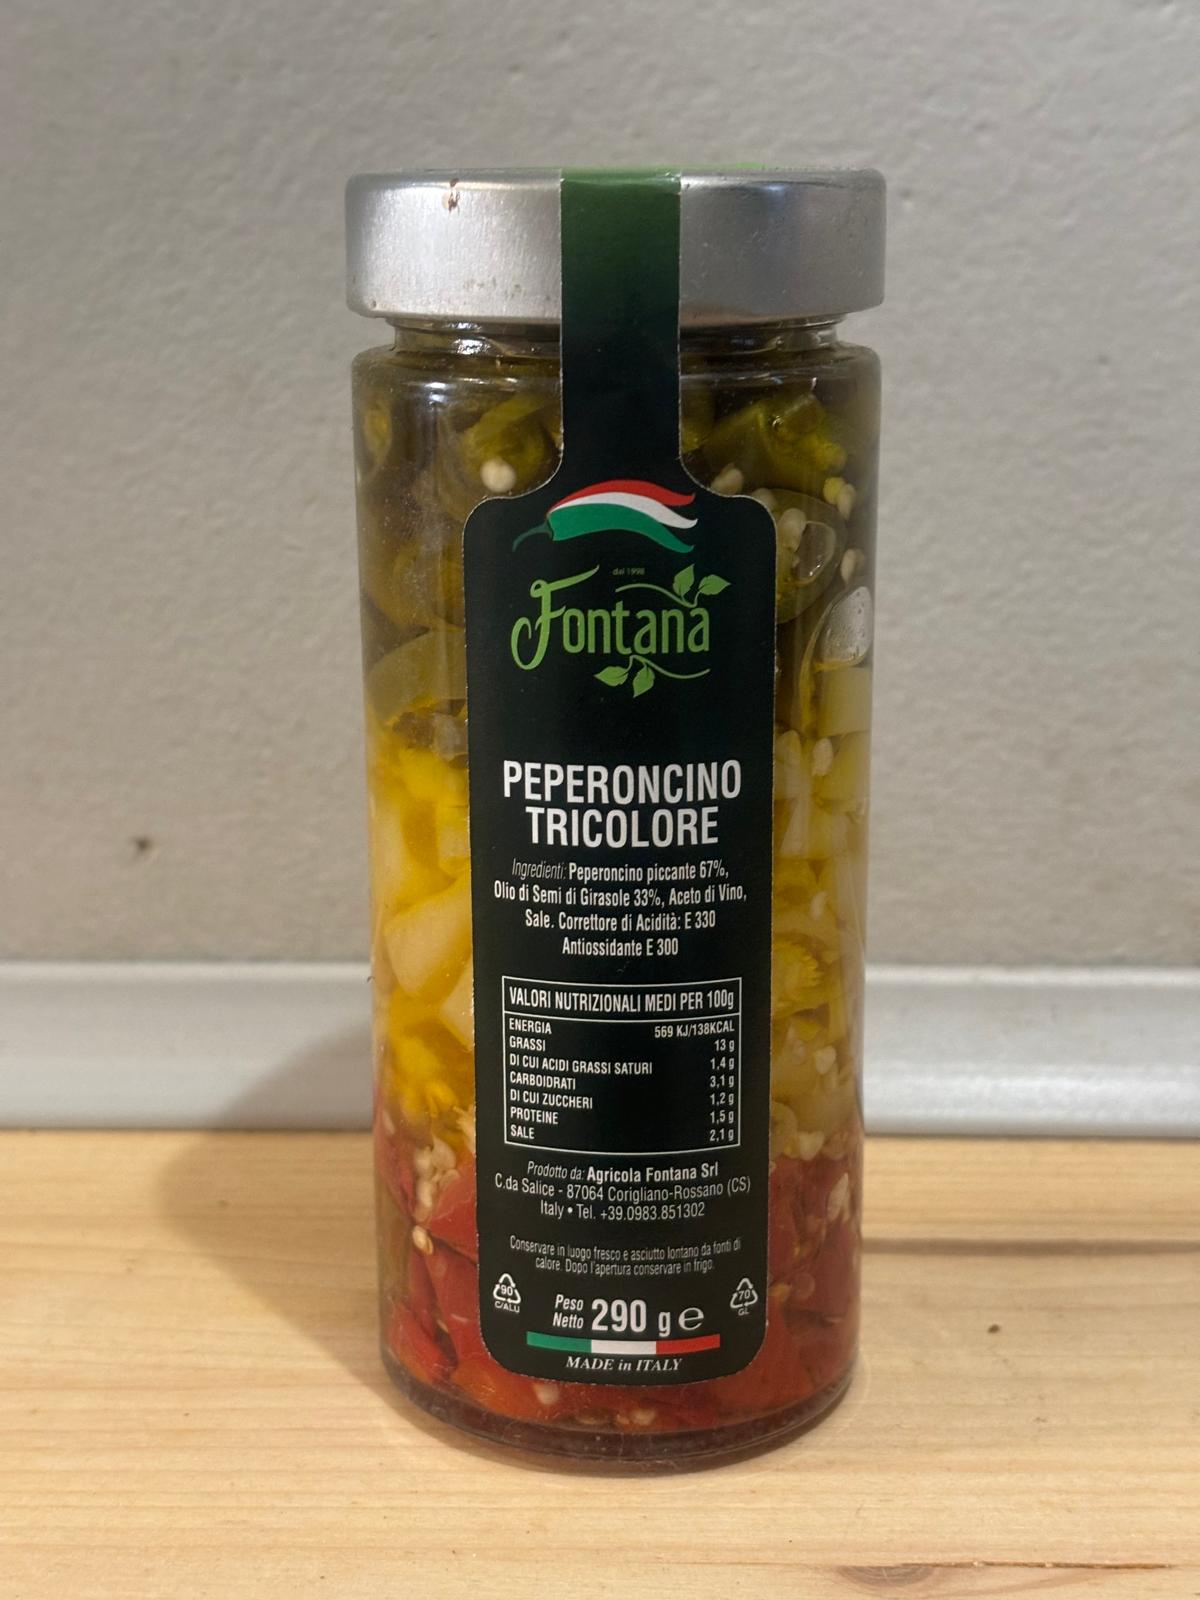 dal 1998
Fontana
PEPERONCINO
TRICOLORE
Ingredienti: Peperoncino piccante 67%,
Olio di Semi di Girasole 33%, Aceto di Vino,
Sale. Correttore di Acidità: E 330
Antiossidante E 300
VALORI NUTRIZIONALI MEDI PER 100g
ENERGIA 569 KJ/138KCAL
GRASSI 13 g
DI CUI ACIDI GRASSI SATURI 1,4 g
CARBOIDRATI 3,1 g
DI CUI ZUCCHERI 1,2 g
PROTEINE 1,5 g
SALE 2,1 g
Prodotto da: Agricola Fontana Srl
C.da Salice - 87064 Corigliano-Rossano (CS)
Italy • Tel. +39.0983.851302
Conservare in luogo fresco e asciutto lontano da fonti di
calore. Dopo l'apertura conservare in frigo.
90
C/ALU
Peso
Netto 290 g e
70
GL
MADE in ITALY